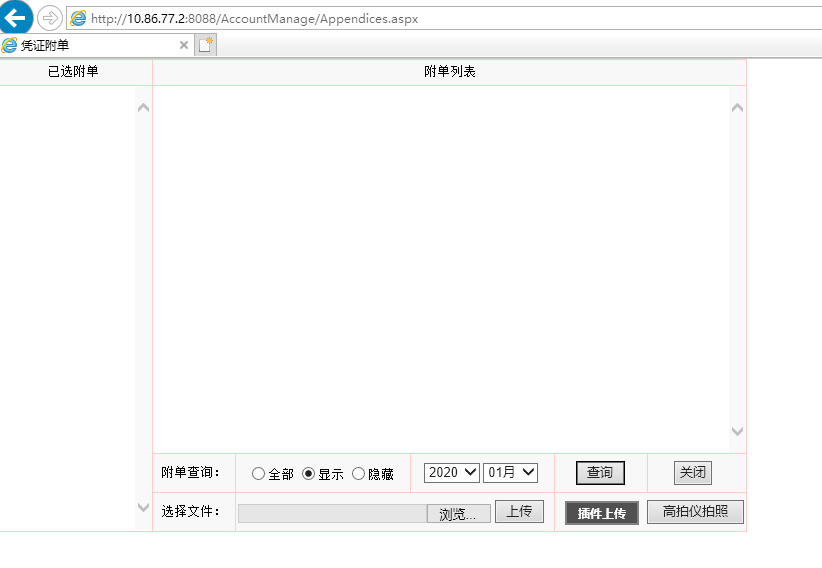 http://10.86.77.2:8088/AccountManage/Appendices.aspx
凭证附单
已选附单 附单列表
附单查询： 全部 显示 隐藏 2020 01月 查询 关闭
选择文件： 浏览... 上传 插件上传 高拍仪拍照